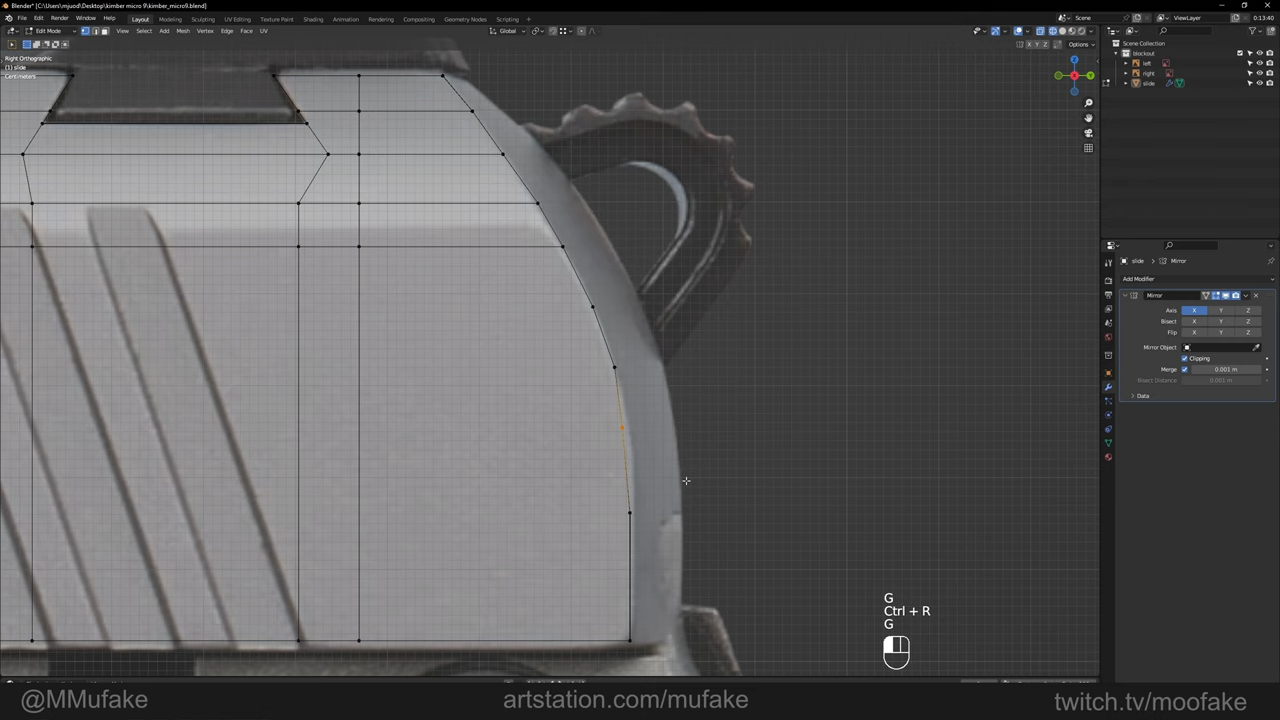 Blender* [C:\Users\mjuod\Desktop\kimber micro 9\kimber_micro9.blend]
File Edit Render Window Help Layout Modeling Sculpting UV Editing Texture Paint Shading Animation Rendering Compositing Geometry Nodes Scripting Scene ViewLayer
Edit Mode View Select Add Mesh Vertex Edge Face UV Global
X Y Z Options
Right Orthographic
(1) slide
Centimeters
0:13:40
Scene Collection
blockout
left
right
slide
slide > Mirror
Add Modifier
Mirror
Axis X Y Z
Bisect X Y Z
Flip X Y Z
Mirror Object
Clipping
Merge 0.001 m
Bisect Distance 0.001 m
Data
X
Y
Z
G
Ctrl + R
G
@MMufake artstation.com/mufake twitch.tv/moofake